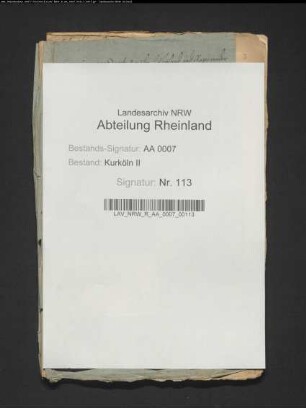 Landesarchiv NRW
Abteilung Rheinland
Bestands-Signatur: AA 0007
Bestand: Kurköln II
Signatur: Nr. 113
LAV_NRW_R_AA_0007_00113